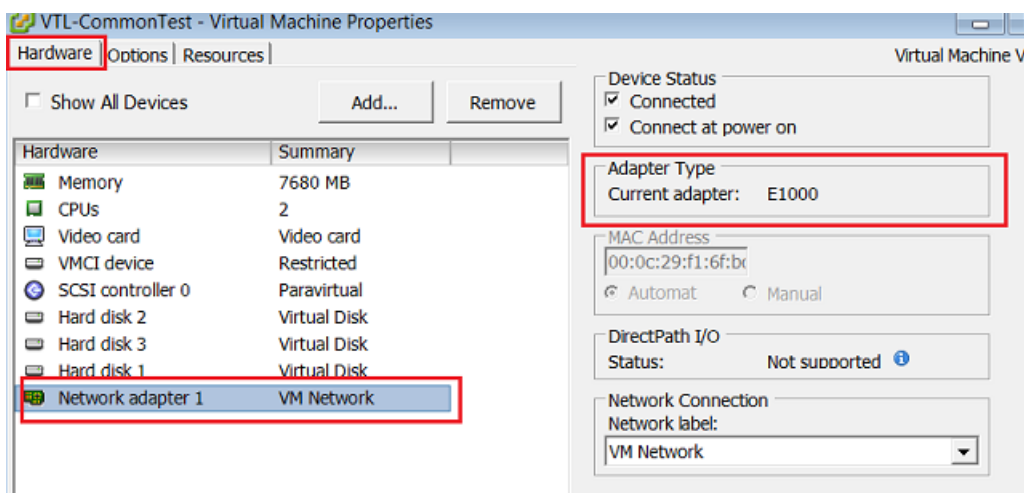 VTL-CommonTest - Virtual Machine Properties
Hardware Options Resources
Virtual Machine V
Show All Devices Add... Remove
Hardware Summary
Memory 7680 MB
CPUs 2
Video card Video card
VMCI device Restricted
SCSI controller 0 Paravirtual
Hard disk 2 Virtual Disk
Hard disk 3 Virtual Disk
Hard disk 1 Virtual Disk
Network adapter 1 VM Network
Device Status
Connected
Connect at power on
Adapter Type
Current adapter: E1000
MAC Address
00:0c:29:f1:6f:
Automat Manual
DirectPath I/O
Status: Not supported
Network Connection
Network label:
VM Network